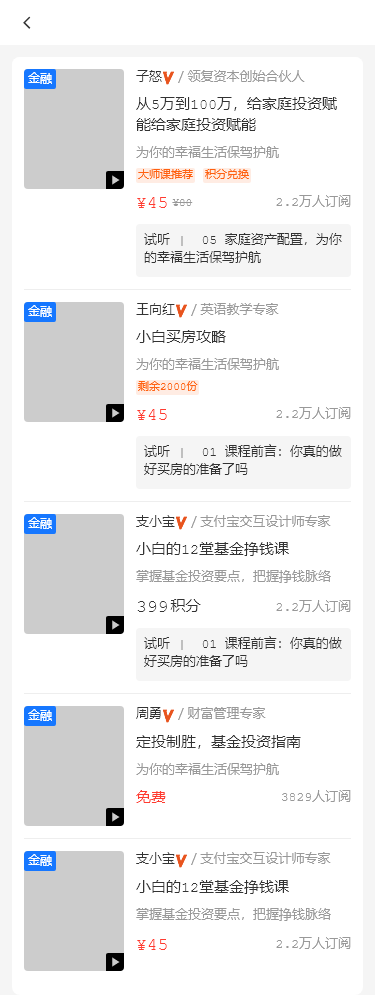 金融
子怒 / 领复资本创始合伙人
从5万到100万，给家庭投资赋
能给家庭投资赋能
为你的幸福生活保驾护航
大师课推荐 积分兑换
¥45 ¥80 2.2万人订阅
试听 | 05 家庭资产配置，为你
的幸福生活保驾护航
金融
王向红 / 英语教学专家
小白买房攻略
为你的幸福生活保驾护航
剩余2000份
¥45 2.2万人订阅
试听 | 01 课程前言：你真的做
好买房的准备了吗
金融
支小宝 / 支付宝交互设计师专家
小白的12堂基金挣钱课
掌握基金投资要点，把握挣钱脉络
399积分 2.2万人订阅
试听 | 01 课程前言：你真的做
好买房的准备了吗
金融
周勇 / 财富管理专家
定投制胜，基金投资指南
为你的幸福生活保驾护航
免费 3829人订阅
金融
支小宝 / 支付宝交互设计师专家
小白的12堂基金挣钱课
掌握基金投资要点，把握挣钱脉络
¥45 2.2万人订阅